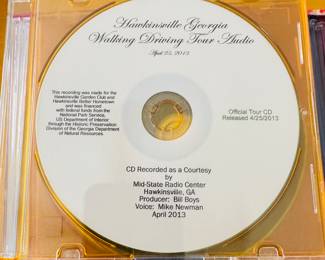 Hawkinsville Georgia
Walking Driving Tour Audio
April 25, 2013
This recording was made for the
Hawkinsville Garden Club and
Hawkinsville Better Hometown
and was financed
with federal funds from the
National Park Service,
US Department of Interior
through the Historic Preservation
Division of the Georgia Department
of Natural Resources.
Official Tour CD
Released 4/25/2013
CD Recorded as a Courtesy
by
Mid-State Radio Center
Hawkinsville, GA
Producer: Bill Boys
Voice: Mike Newman
April 2013